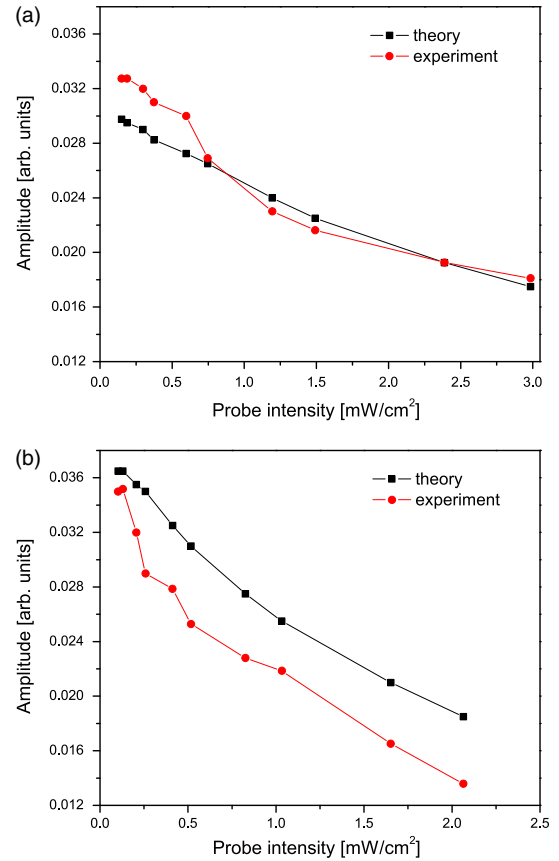 (a)
0.036
0.032
0.028
0.024
0.020
0.016
0.012
Amplitude [arb. units]
theory
experiment
0.0 0.5 1.0 1.5 2.0 2.5 3.0
Probe intensity [mW/cm²]
(b)
0.036
0.032
0.028
0.024
0.020
0.016
0.012
Amplitude [arb. units]
theory
experiment
0.0 0.5 1.0 1.5 2.0 2.5
Probe intensity [mW/cm²]